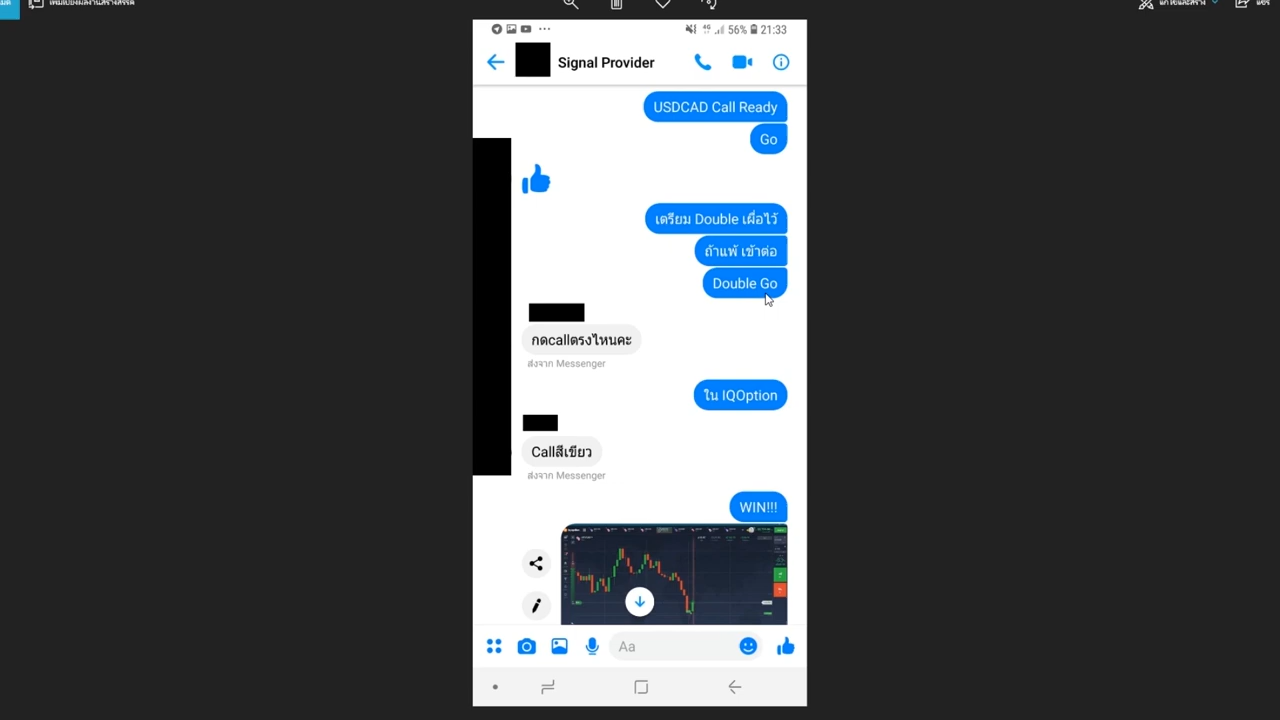 56% 21:33
Signal Provider
USDCAD Call Ready
Go
เตรียม Double เผื่อไว้
ถ้าแพ้ เข้าต่อ
Double Go
กดcallตรงไหนคะ
ส่งจาก Messenger
ใน IQOption
Callสีเขียว
ส่งจาก Messenger
WIN!!!
Aa